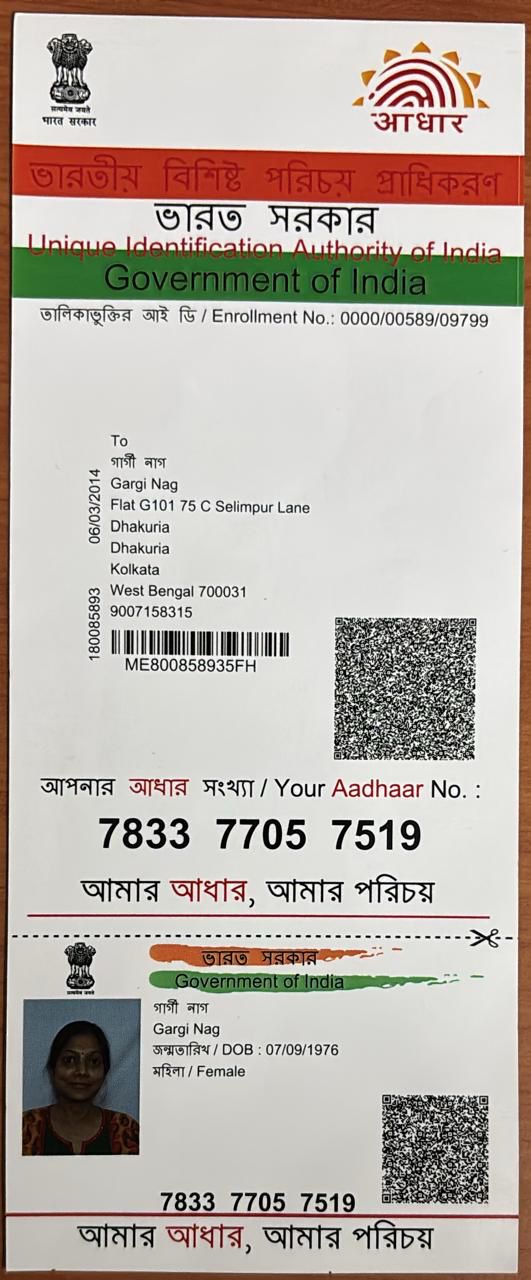 सत्यमेव जयते
भारत सरकार
आधार
ভারতীয় বিশিষ্ট পরিচয় প্রাধিকরণ
ভারত সরকার
Unique Identification Authority of India
Government of India
তালিকাভুক্তির আই ডি / Enrollment No.: 0000/00589/09799
To
গার্গী নাগ
Gargi Nag
Flat G101 75 C Selimpur Lane
Dhakuria
Dhakuria
Kolkata
West Bengal 700031
9007158315
180085893 06/03/2014
ME800858935FH
আপনার আধার সংখ্যা / Your Aadhaar No. :
7833 7705 7519
আমার আধার, আমার পরিচয়
सत्यमेव जयते
ভারত সরকার
Government of India
গার্গী নাগ
Gargi Nag
জন্মতারিখ / DOB : 07/09/1976
মহিলা / Female
7833 7705 7519
আমার আধার, আমার পরিচয়